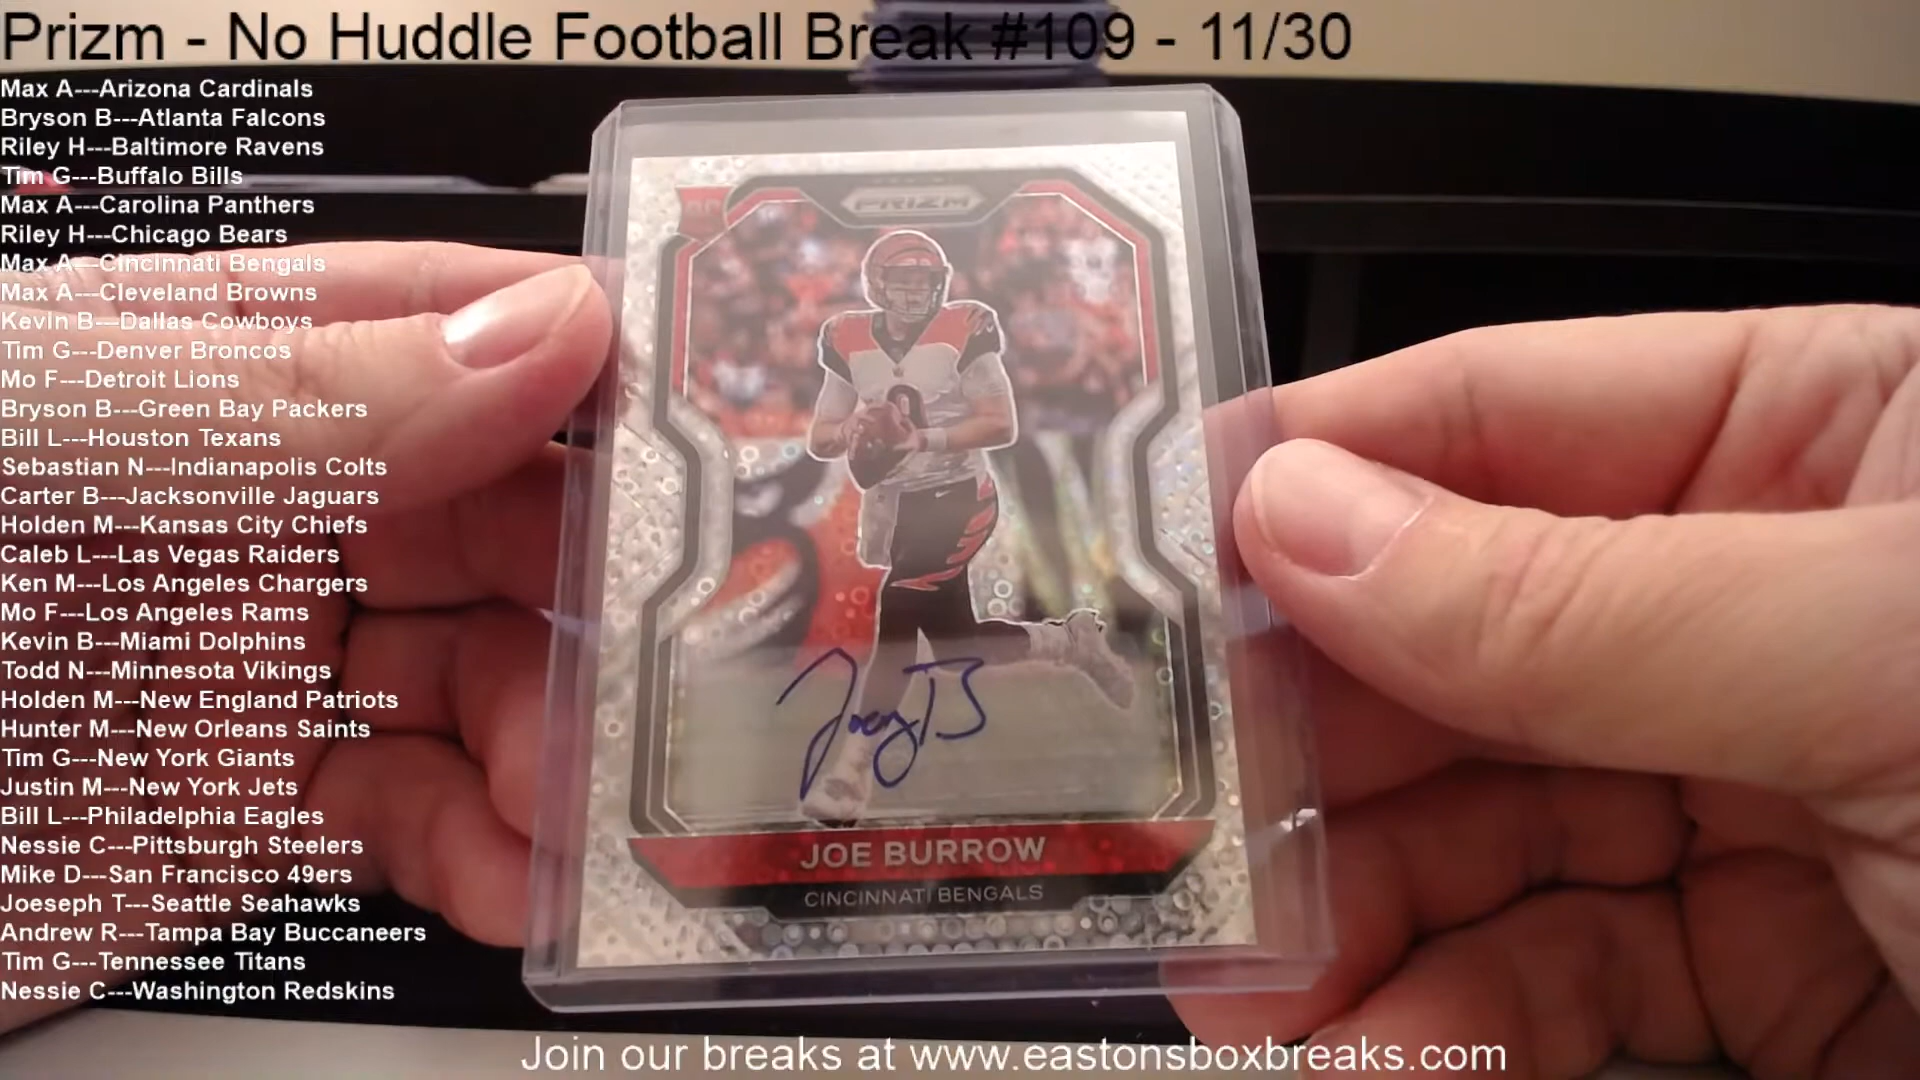 Prizm - No Huddle Football Break #109 - 11/30
Max A---Arizona Cardinals
Bryson B---Atlanta Falcons
Riley H---Baltimore Ravens
Tim G---Buffalo Bills
Max A---Carolina Panthers
Riley H---Chicago Bears
Max A---Cincinnati Bengals
Max A---Cleveland Browns
Kevin B---Dallas Cowboys
Tim G---Denver Broncos
Mo F---Detroit Lions
Bryson B---Green Bay Packers
Bill L---Houston Texans
Sebastian N---Indianapolis Colts
Carter B---Jacksonville Jaguars
Holden M---Kansas City Chiefs
Caleb L---Las Vegas Raiders
Ken M---Los Angeles Chargers
Mo F---Los Angeles Rams
Kevin B---Miami Dolphins
Todd N---Minnesota Vikings
Holden M---New England Patriots
Hunter M---New Orleans Saints
Tim G---New York Giants
Justin M---New York Jets
Bill L---Philadelphia Eagles
Nessie C---Pittsburgh Steelers
Mike D---San Francisco 49ers
Joeseph T---Seattle Seahawks
Andrew R---Tampa Bay Buccaneers
Tim G---Tennessee Titans
Nessie C---Washington Redskins
RC
PRIZM
9
Joey B
JOE BURROW
CINCINNATI BENGALS
Join our breaks at www.eastonsboxbreaks.com